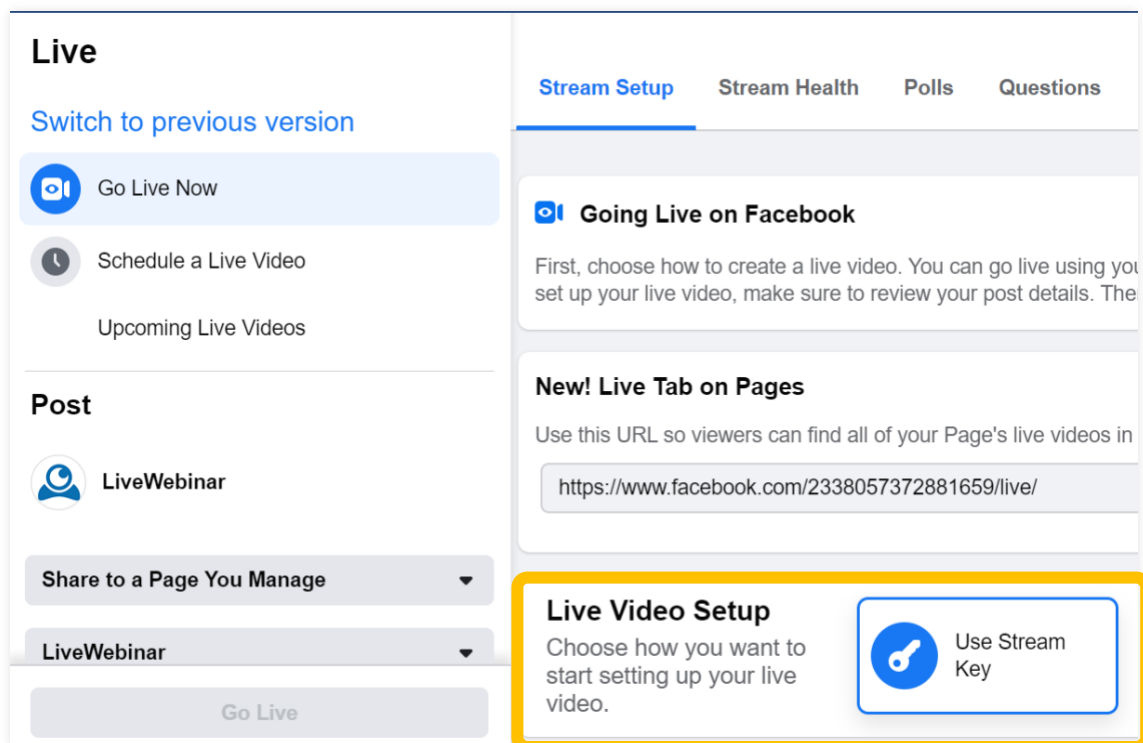 Live
Switch to previous version
Go Live Now
Schedule a Live Video
Upcoming Live Videos
Post
LiveWebinar
Share to a Page You Manage
LiveWebinar
Go Live
Stream Setup Stream Health Polls Questions
Going Live on Facebook
First, choose how to create a live video. You can go live using
set up your live video, make sure to review your post details.
New! Live Tab on Pages
Use this URL so viewers can find all of your Page's live videos in
https://www.facebook.com/2338057372881659/live/
Live Video Setup
Choose how you want to
start setting up your live
video.
Use Stream
Key